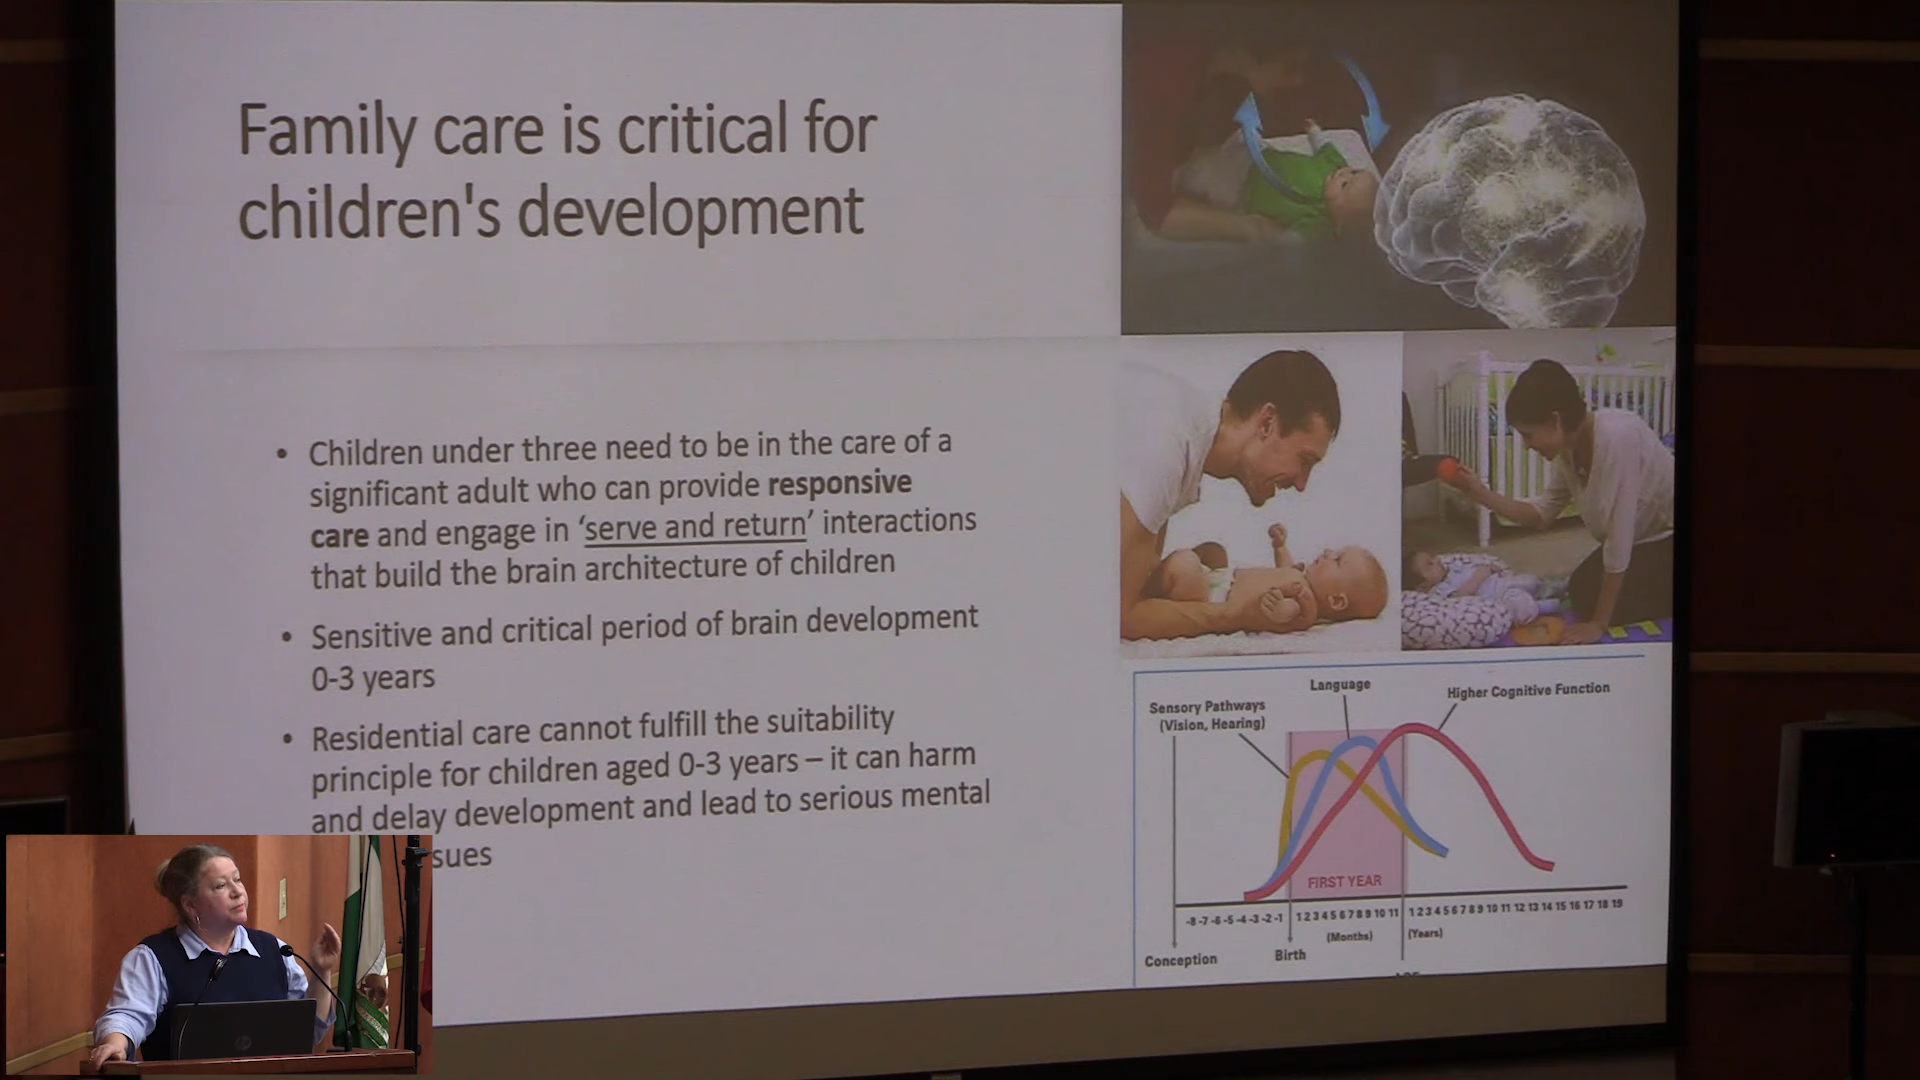 Family care is critical for
children's development
• Children under three need to be in the care of a
significant adult who can provide responsive
care and engage in ‘serve and return’ interactions
that build the brain architecture of children
• Sensitive and critical period of brain development
0-3 years
• Residential care cannot fulfill the suitability
principle for children aged 0-3 years – it can harm
and delay development and lead to serious mental
sues
Language
Higher Cognitive Function
Sensory Pathways
(Vision, Hearing)
FIRST YEAR
-8 -7 -6 -5 -4 -3 -2 -1 1 2 3 4 5 6 7 8 9 10 11 1 2 3 4 5 6 7 8 9 10 11 12 13 14 15 16 17 18 19
(Months) (Years)
Conception Birth